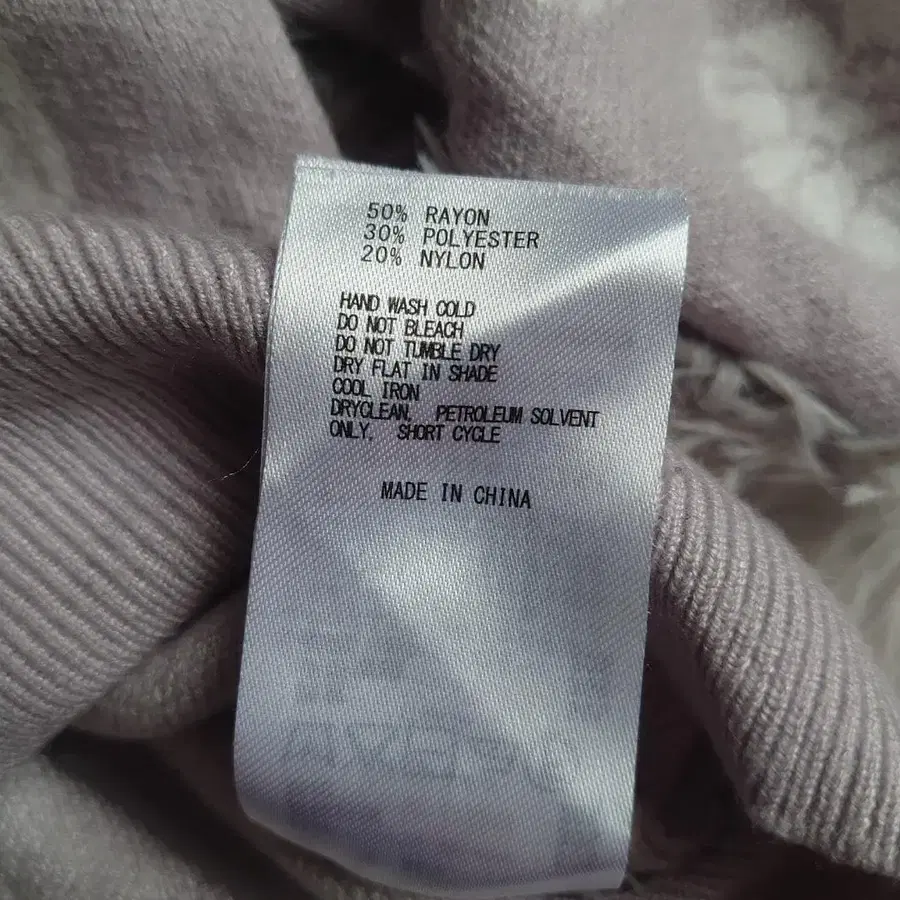 50% RAYON
30% POLYESTER
20% NYLON
HAND WASH COLD
DO NOT BLEACH
DO NOT TUMBLE DRY
DRY FLAT IN SHADE
COOL IRON
DRYCLEAN, PETROLEUM SOLVENT
ONLY, SHORT CYCLE
MADE IN CHINA